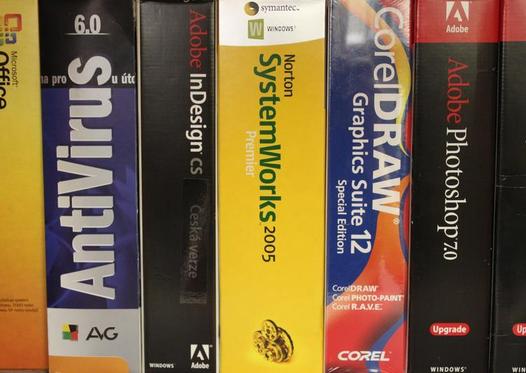 Microsoft
Office
6.0
na pro
u úto
AntiVirus
AVG
Adobe InDesign CS
Česká verze
WINDOWS
Adobe
symantec.
WINDOWS
Norton
SystemWorks 2005
Premier
CorelDRAW®
Graphics Suite 12
Special Edition
CorelDRAW®
Corel PHOTO-PAINT®
Corel R.A.V.E.™
COREL®
Adobe
Adobe Photoshop 7.0
Upgrade
WINDOWS
Up